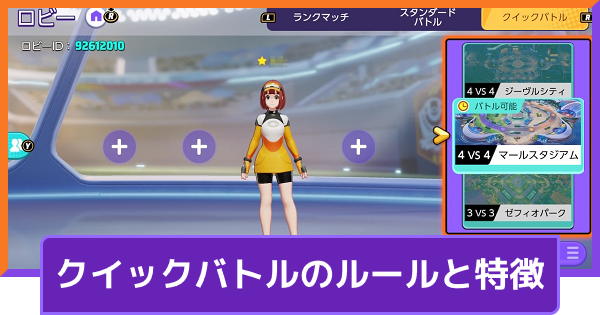 ロビー R
L ランクマッチ スタンダード
バトル クイックバトル R
ロビーID：92612010
4 VS 4 ジーヴルシティ
バトル可能
4 VS 4 マールスタジアム
Y
3 VS 3 ゼフィオパーク
クイックバトルのルールと特徴